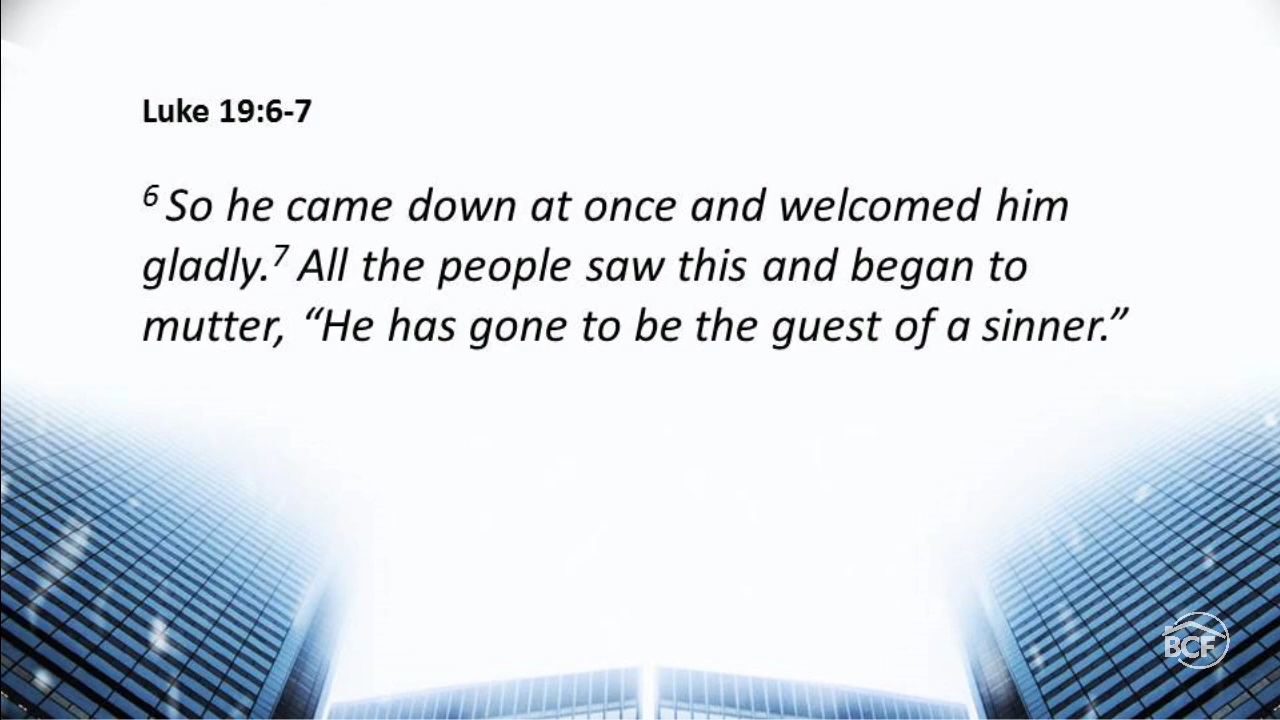 Luke 19:6-7
⁶ So he came down at once and welcomed him
gladly.⁷ All the people saw this and began to
mutter, “He has gone to be the guest of a sinner.”
BCF